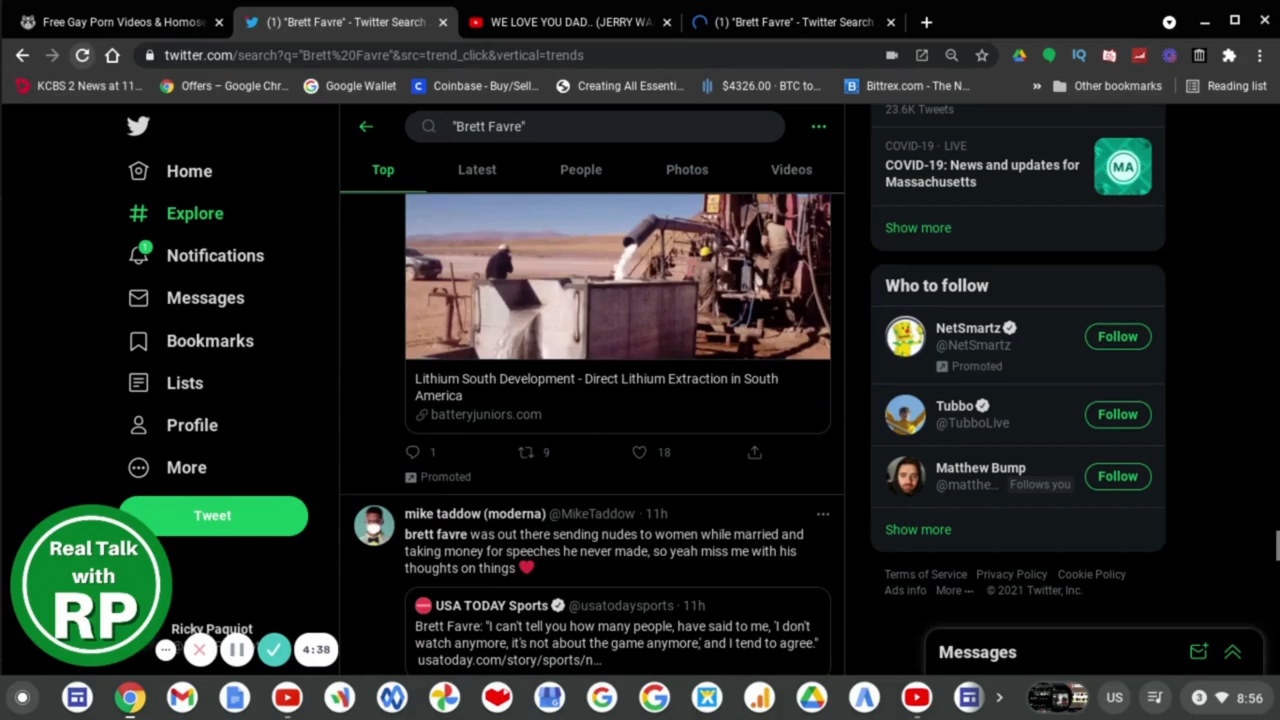 Free Gay Porn Videos & Homose
(1) "Brett Favre" - Twitter Search
WE LOVE YOU DAD.. (JERRY WA
(1) "Brett Favre" - Twitter Search
twitter.com/search?q="Brett%20Favre"&src=trend_click&vertical=trends
KCBS 2 News at 11...
Offers – Google Chr...
Google Wallet
Coinbase - Buy/Sell...
Creating All Essenti...
$4326.00 · BTC to...
Bittrex.com - The N...
»
Other bookmarks
Reading list
Home
Explore
1
Notifications
Messages
Bookmarks
Lists
Profile
More
Tweet
Real Talk
with
RP
Ricky Paquiot
4:38
"Brett Favre"
Top
Latest
People
Photos
Videos
Lithium South Development - Direct Lithium Extraction in South
America
batteryjuniors.com
1
9
18
Promoted
mike taddow (moderna) @MikeTaddow · 11h
brett favre was out there sending nudes to women while married and
taking money for speeches he never made, so yeah miss me with his
thoughts on things ❤️
USA TODAY Sports @usatodaysports · 11h
Brett Favre: "I can't tell you how many people, have said to me, 'I don't
watch anymore, it's not about the game anymore,' and I tend to agree."
usatoday.com/story/sports/n...
23.6K Tweets
COVID-19 · LIVE
COVID-19: News and updates for
Massachusetts
MA
Show more
Who to follow
NetSmartz
@NetSmartz
Promoted
Follow
Tubbo
@TubboLive
Follow
Matthew Bump
@matthe... Follows you
Follow
Show more
Terms of Service Privacy Policy Cookie Policy
Ads info More ··· © 2021 Twitter, Inc.
Messages
US
3
8:56